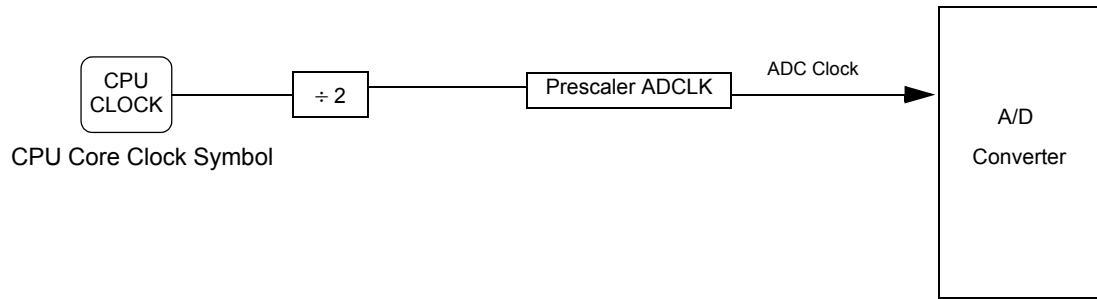 CPU
CLOCK
÷ 2
Prescaler ADCLK
ADC Clock
A/D
Converter
CPU Core Clock Symbol